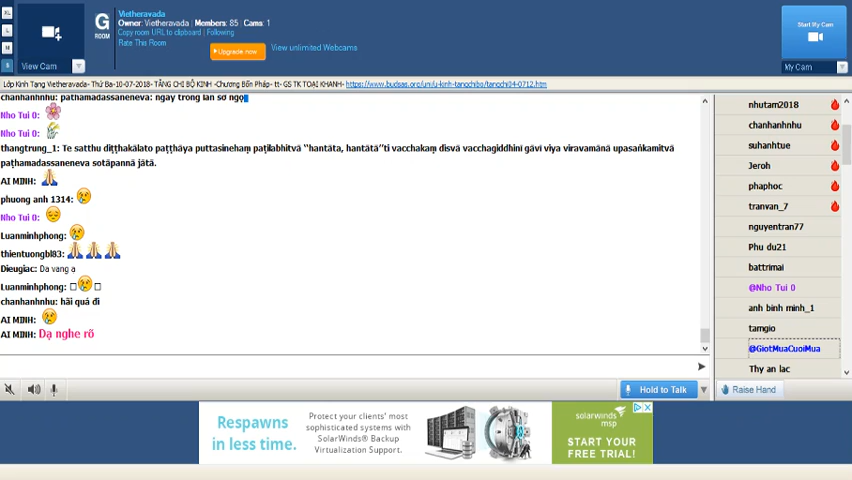 XL
L
M
S
View Cam
G
ROOM
Vietheravada
Owner: Vietheravada | Members: 85 | Cams: 1
Copy room URL to clipboard | Following
Rate This Room
Upgrade now
View unlimited Webcams
Start My Cam
My Cam
Lớp Kinh Tạng Vietheravada- Thứ Ba-10-07-2018- TĂNG CHI BỘ KINH -Chương Bốn Pháp- tt- GS TK TOẠI KHANH- https://www.budsas.org/uni/u-kinh-tangchibo/tangchi04-0712.htm
chanhanhnhu: paṭhamadassaneneva: ngay trong lần sơ ngộ
Nho Tui 0:
Nho Tui 0:
thangtrung_1: Te satthu diṭṭhakālato paṭṭhāya puttasinehaṃ paṭilabhitvā ‘‘hantāta, hantātā’’ti vacchakaṃ disvā vacchagiddhinī gāvī viya viravamānā upasaṅkamitvā
paṭhamadassaneneva sotāpannā jātā.
AI MINH:
phuong anh 1314:
Nho Tui 0:
Luanminhphong:
thientuongbl83:
Dieugiac: Da vang a
Luanminhphong:
chanhanhnhu: hãi quá đi
AI MINH:
AI MINH: Dạ nghe rõ
nhutam2018
chanhanhnhu
suhanhtue
Jeroh
phaphoc
tranvan_7
nguyentran77
Phu du21
battrimai
@Nho Tui 0
anh binh minh_1
tamgio
@GiotMuaCuoiMua
Thy an lac
Hold to Talk
Raise Hand
Respawns
in less time.
Protect your clients' most
sophisticated systems with
SolarWinds® Backup
Virtualization Support.
solarwinds
msp
START YOUR
FREE TRIAL!